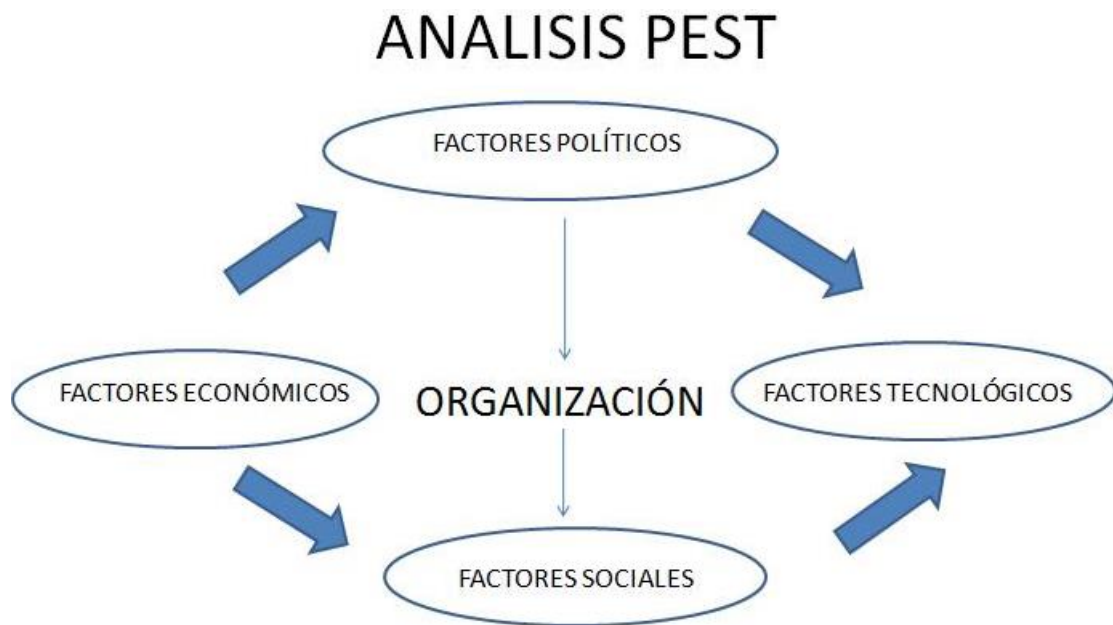 ANALISIS PEST
FACTORES POLÍTICOS
FACTORES ECONÓMICOS
ORGANIZACIÓN
FACTORES TECNOLÓGICOS
FACTORES SOCIALES